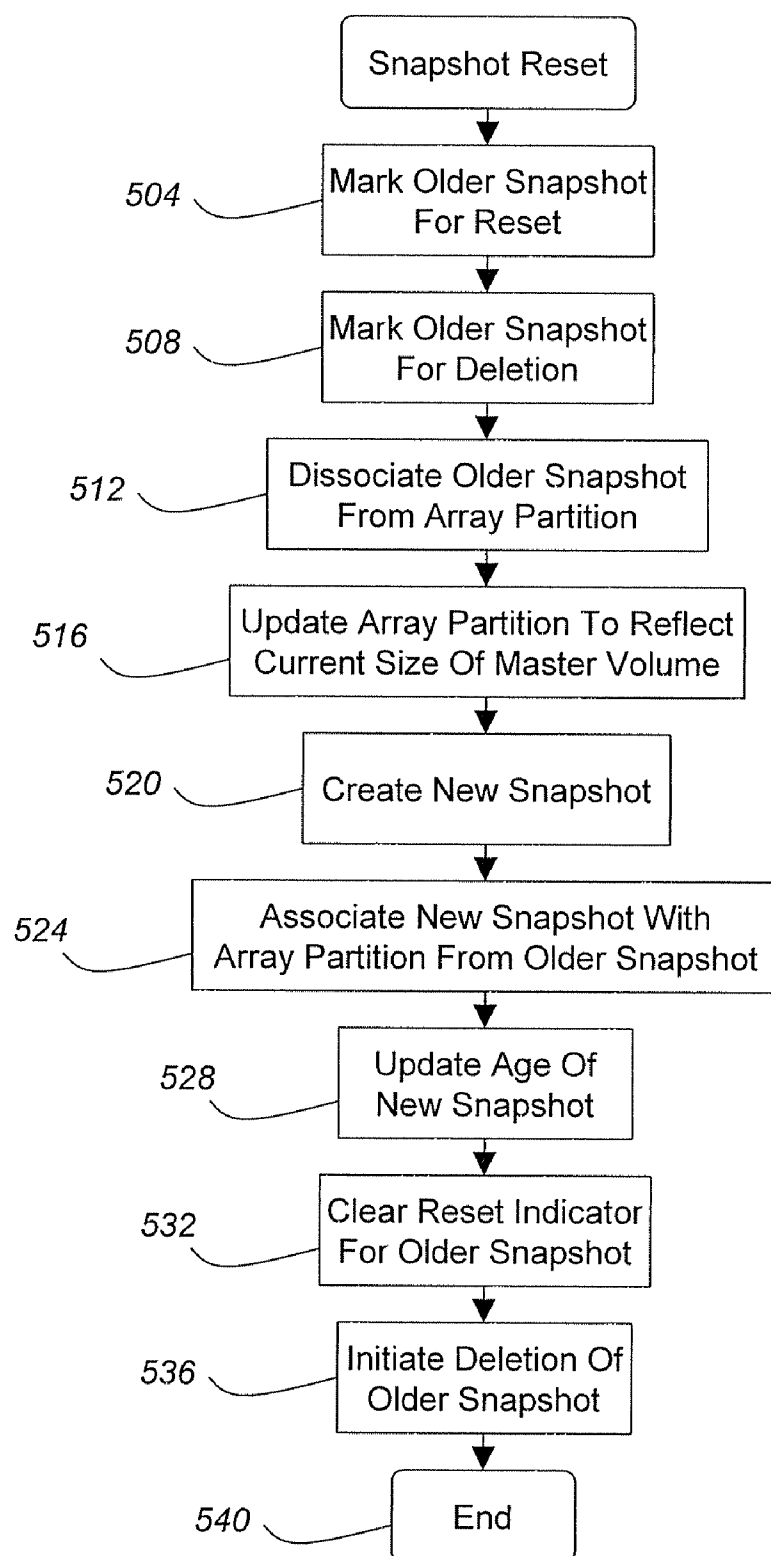 Snapshot Reset
504
Mark Older Snapshot
For Reset
508
Mark Older Snapshot
For Deletion
512
Dissociate Older Snapshot
From Array Partition
516
Update Array Partition To Reflect
Current Size Of Master Volume
520
Create New Snapshot
524
Associate New Snapshot With
Array Partition From Older Snapshot
528
Update Age Of
New Snapshot
532
Clear Reset Indicator
For Older Snapshot
536
Initiate Deletion Of
Older Snapshot
540
End